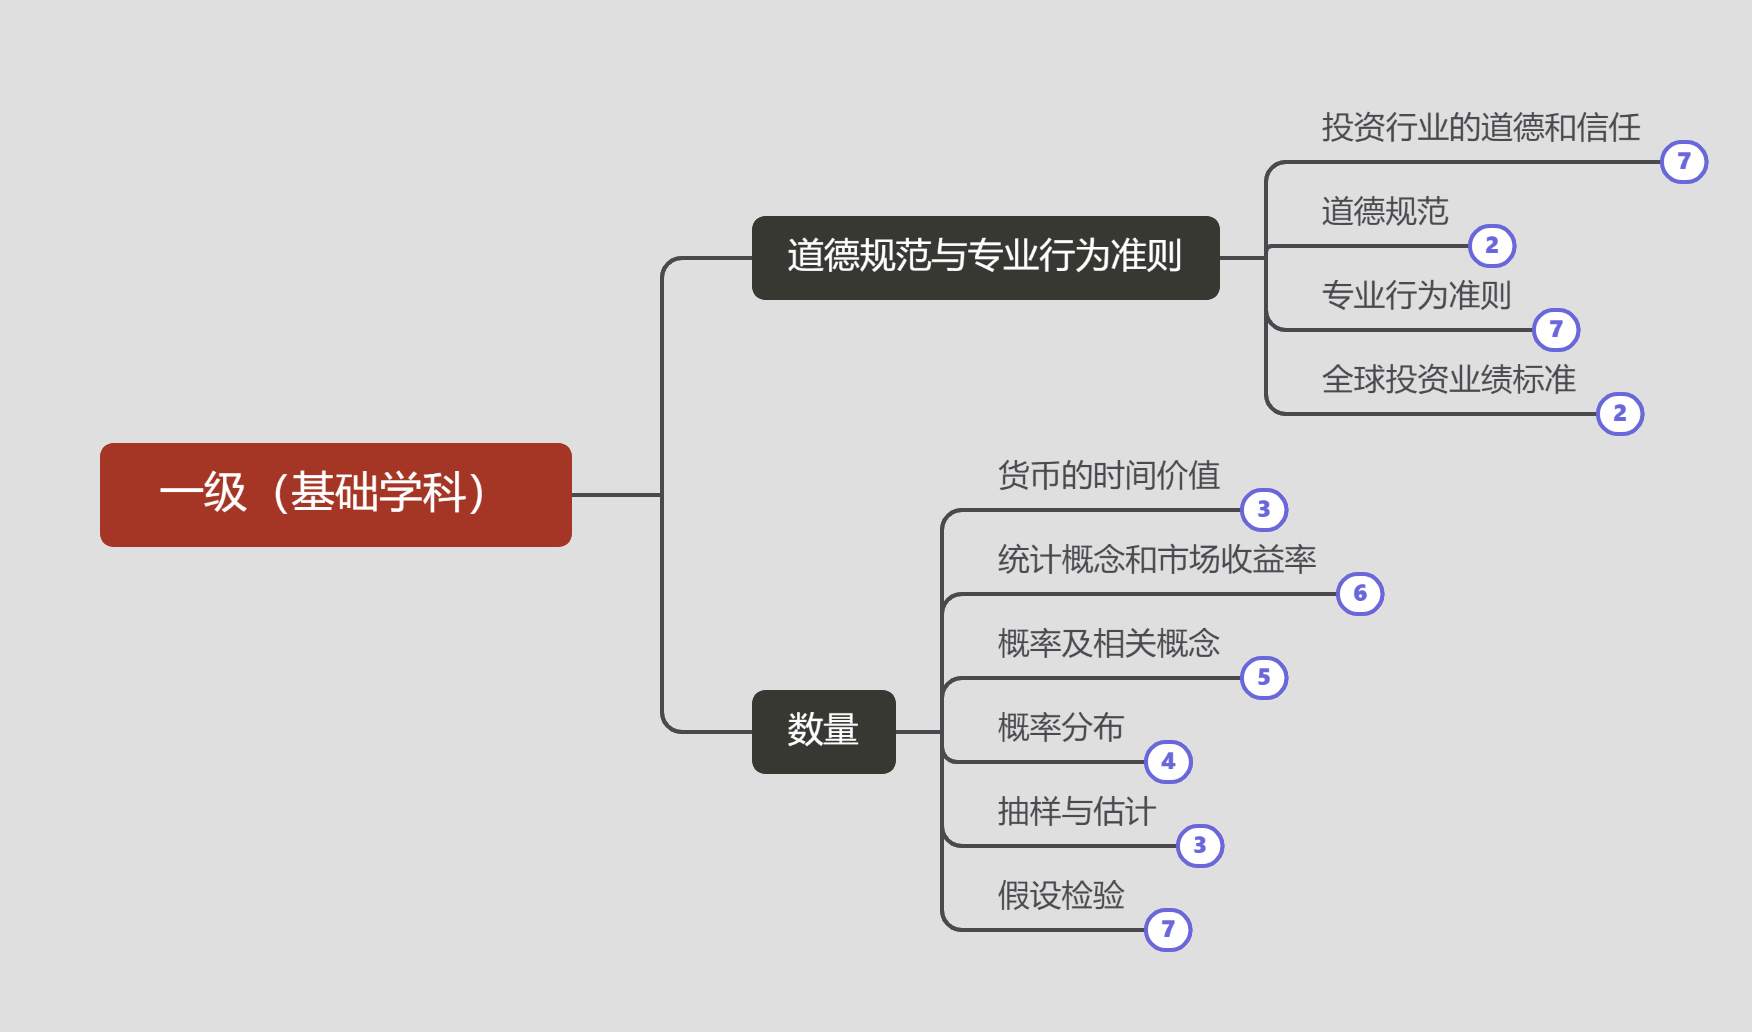 一级（基础学科）
道德规范与专业行为准则
投资行业的道德和信任
7
道德规范
2
专业行为准则
7
全球投资业绩标准
2
数量
货币的时间价值
3
统计概念和市场收益率
6
概率及相关概念
5
概率分布
4
抽样与估计
3
假设检验
7